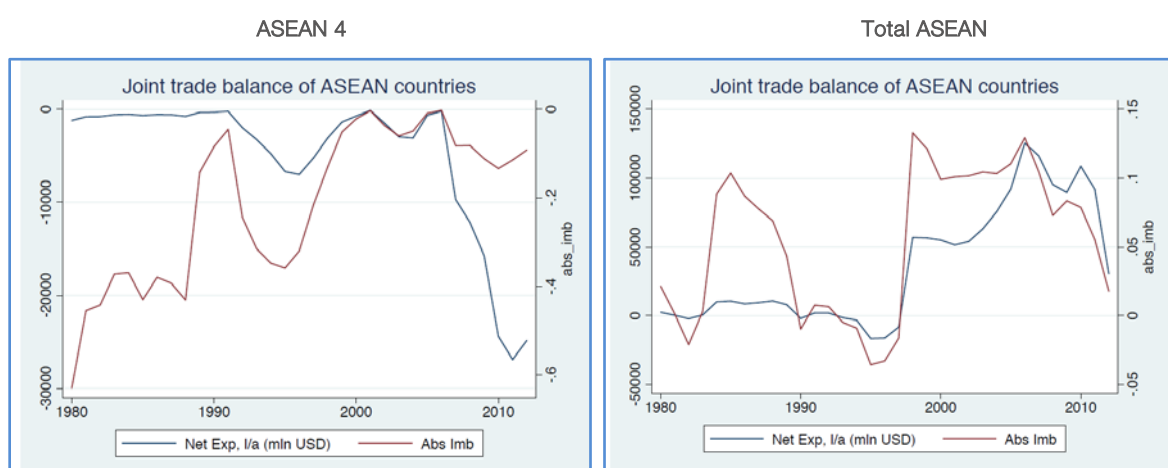 ASEAN 4
Total ASEAN
Joint trade balance of ASEAN countries
0
-10000
-20000
-30000
0
-.2
-.4
-.6
abs_imb
1980 1990 2000 2010
Net Exp, I/a (mln USD) Abs Imb
Joint trade balance of ASEAN countries
150000
100000
50000
0
-50000
.15
.1
.05
0
-.05
abs_imb
1980 1990 2000 2010
Net Exp, I/a (mln USD) Abs Imb